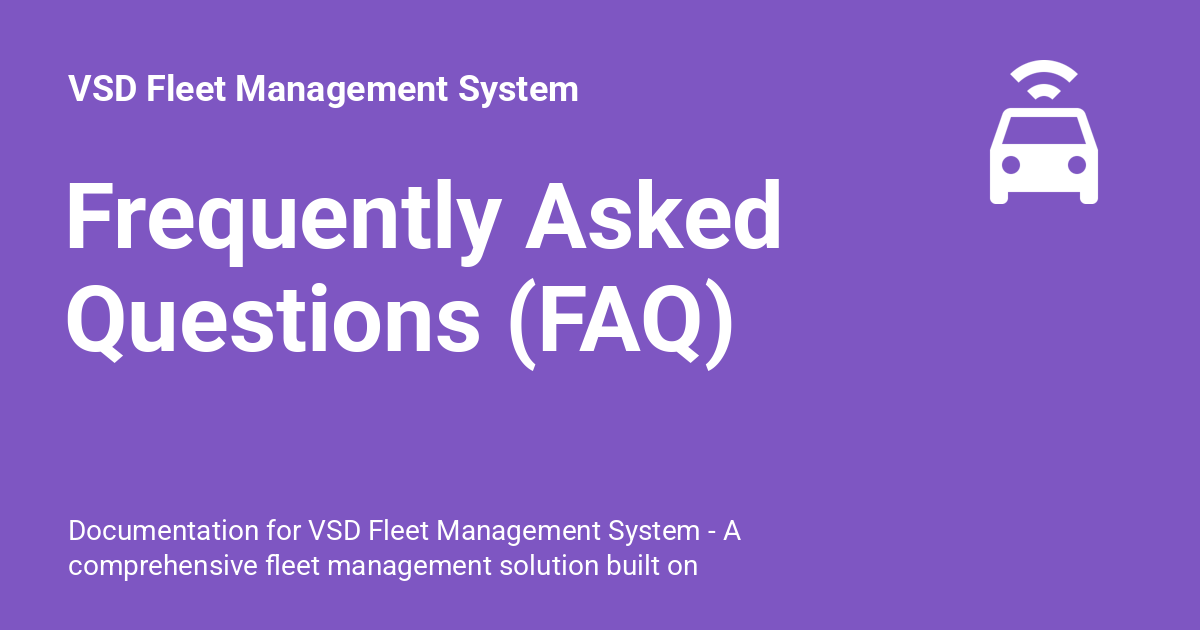 VSD Fleet Management System
Frequently Asked
Questions (FAQ)
Documentation for VSD Fleet Management System - A
comprehensive fleet management solution built on